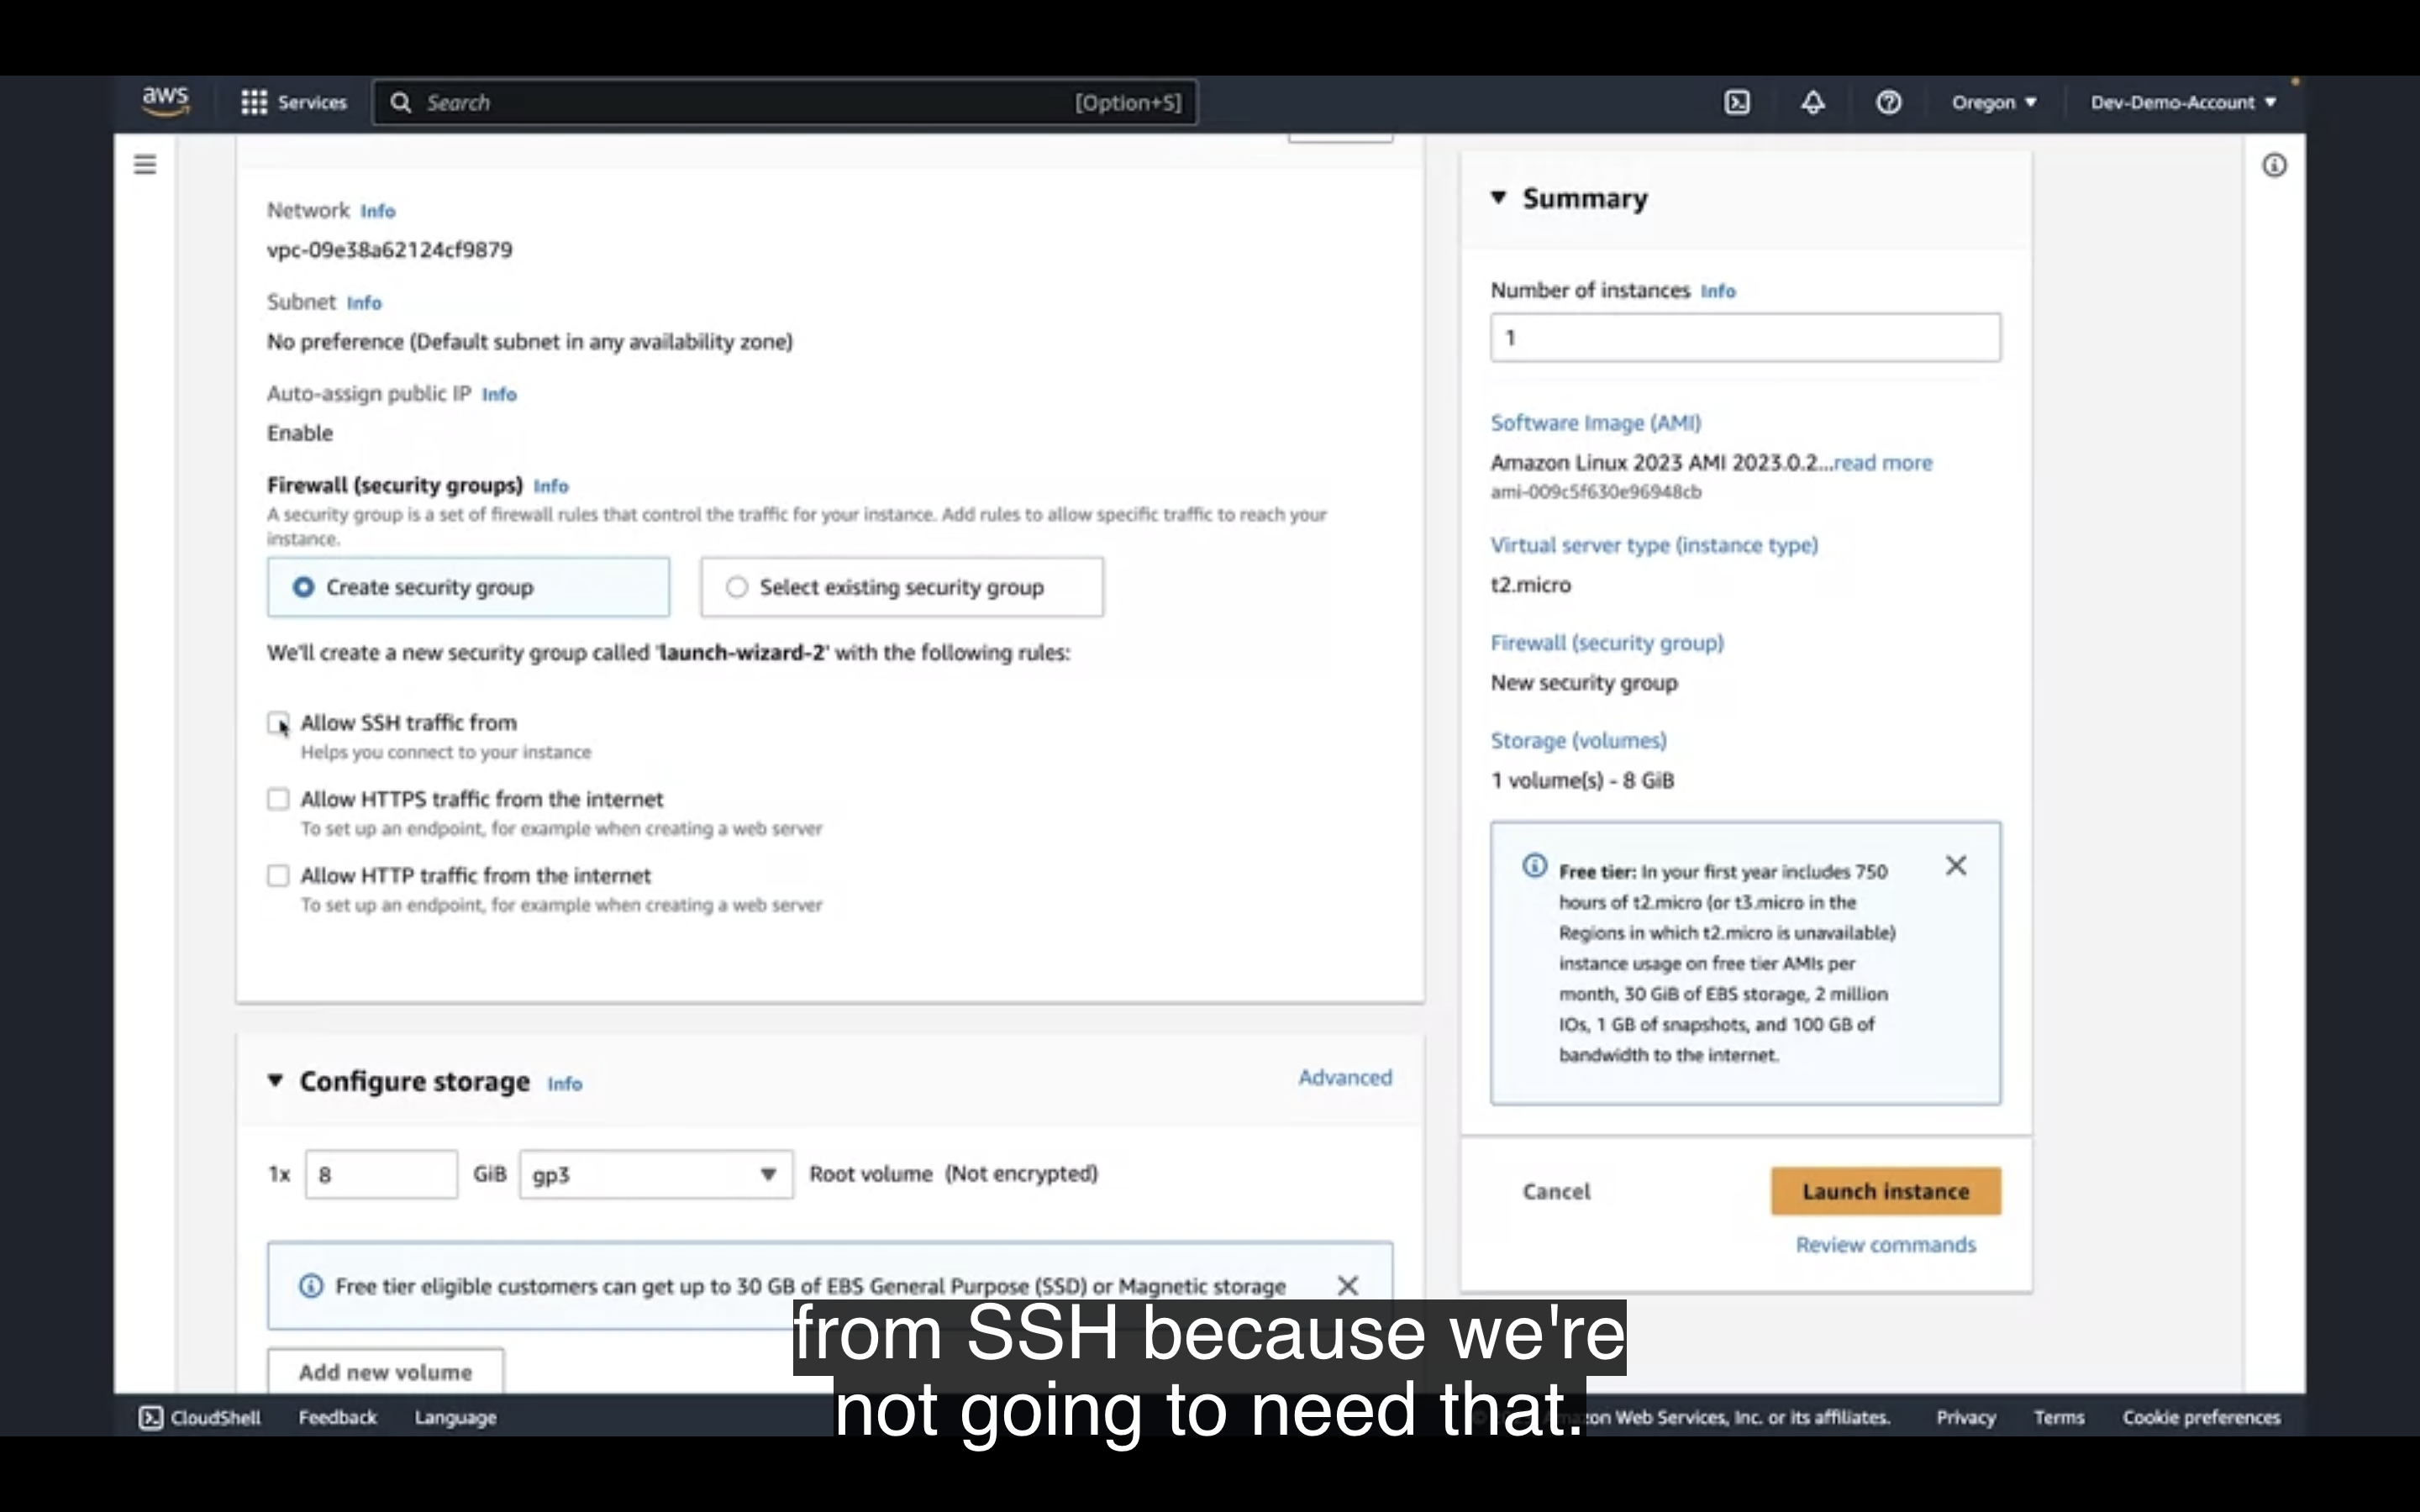 aws
Services
Search
[Option+S]
Oregon
Dev-Demo-Account
Network Info
vpc-09e38a62124cf9879
Subnet Info
No preference (Default subnet in any availability zone)
Auto-assign public IP Info
Enable
Firewall (security groups) Info
A security group is a set of firewall rules that control the traffic for your instance. Add rules to allow specific traffic to reach your
instance.
Create security group
Select existing security group
We'll create a new security group called 'launch-wizard-2' with the following rules:
Allow SSH traffic from
Helps you connect to your instance
Allow HTTPS traffic from the internet
To set up an endpoint, for example when creating a web server
Allow HTTP traffic from the internet
To set up an endpoint, for example when creating a web server
Configure storage Info
Advanced
1x 8 GiB gp3 Root volume (Not encrypted)
Free tier eligible customers can get up to 30 GB of EBS General Purpose (SSD) or Magnetic storage
Add new volume
Summary
Number of instances Info
1
Software Image (AMI)
Amazon Linux 2023 AMI 2023.0.2...read more
ami-009c5f630e96948cb
Virtual server type (instance type)
t2.micro
Firewall (security group)
New security group
Storage (volumes)
1 volume(s) - 8 GiB
Free tier: In your first year includes 750
hours of t2.micro (or t3.micro in the
Regions in which t2.micro is unavailable)
instance usage on free tier AMIs per
month, 30 GiB of EBS storage, 2 million
IOs, 1 GB of snapshots, and 100 GB of
bandwidth to the internet.
Cancel
Launch instance
Review commands
from SSH because we're
not going to need that.
CloudShell
Feedback
Language
Web Services, Inc. or its affiliates.
Privacy
Terms
Cookie preferences